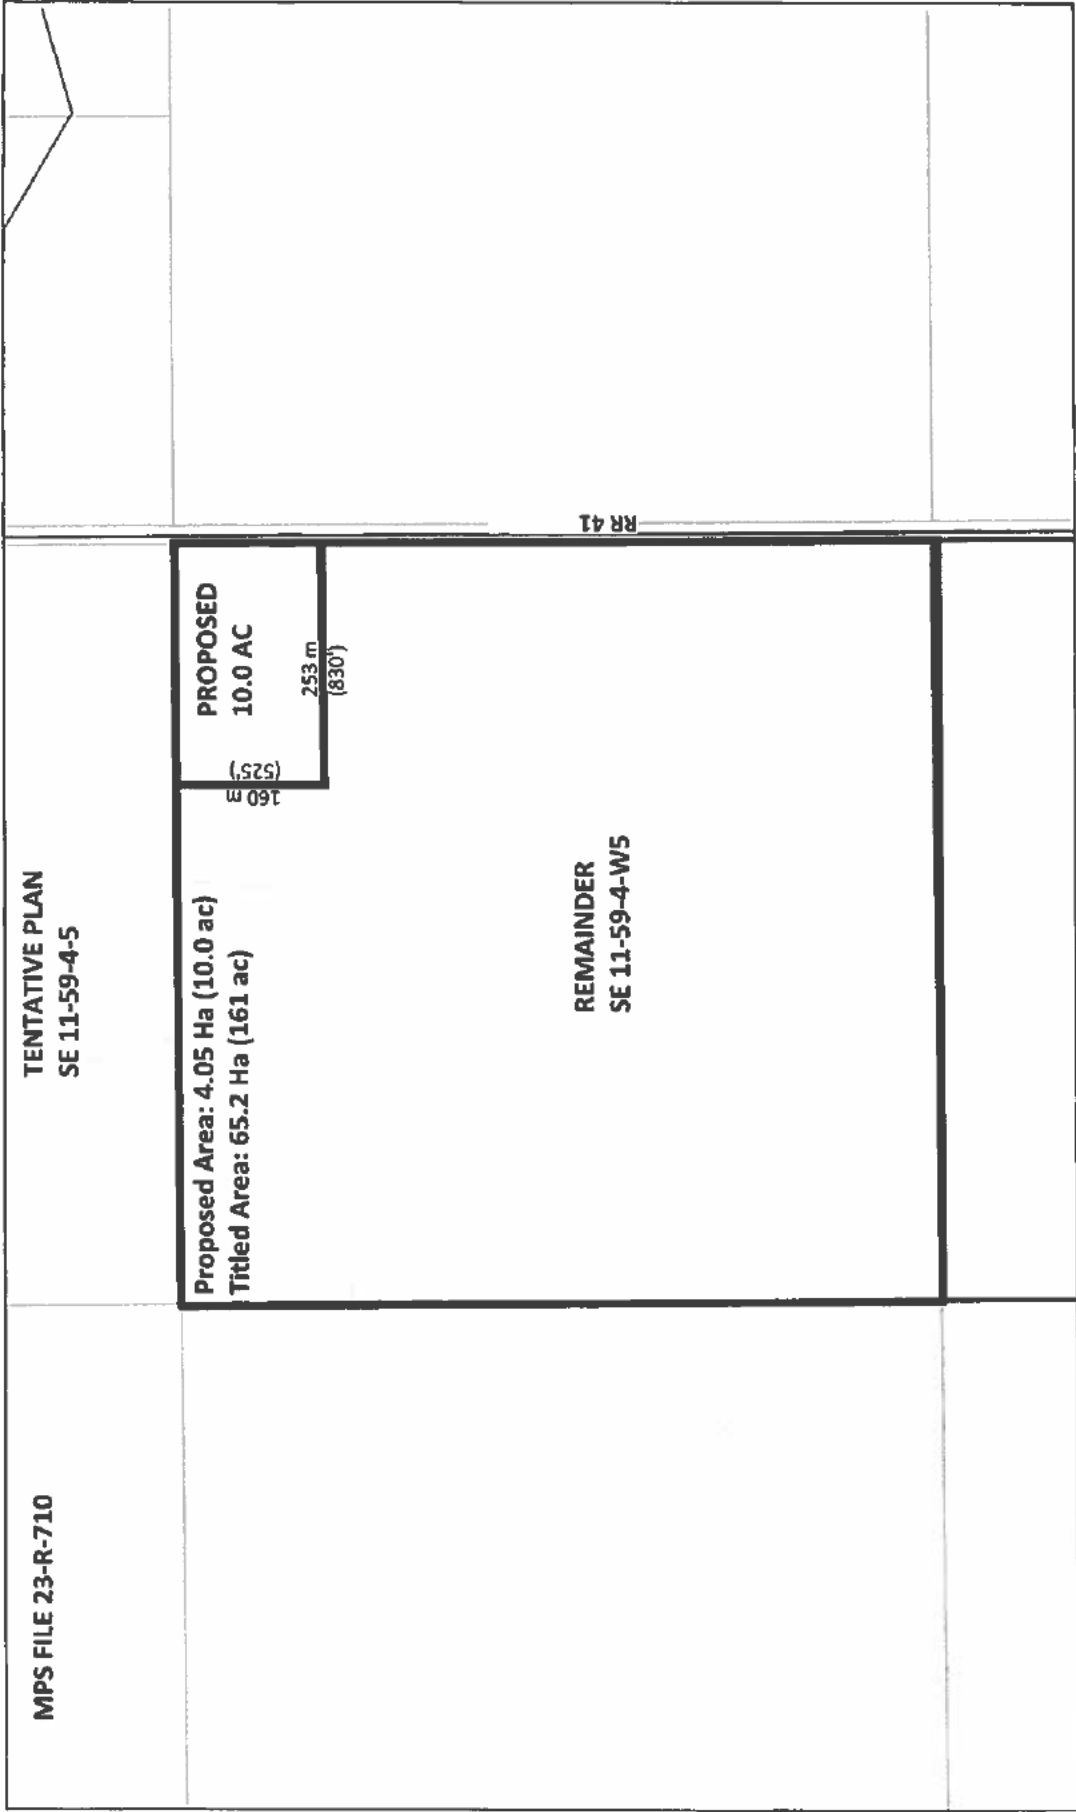 MPS FILE 23-R-710
TENTATIVE PLAN
SE 11-59-4-5
Proposed Area: 4.05 Ha (10.0 ac)
Titled Area: 65.2 Ha (161 ac)
160 m
(525')
PROPOSED
10.0 AC
253 m
(830')
RR 41
REMAINDER
SE 11-59-4-W5